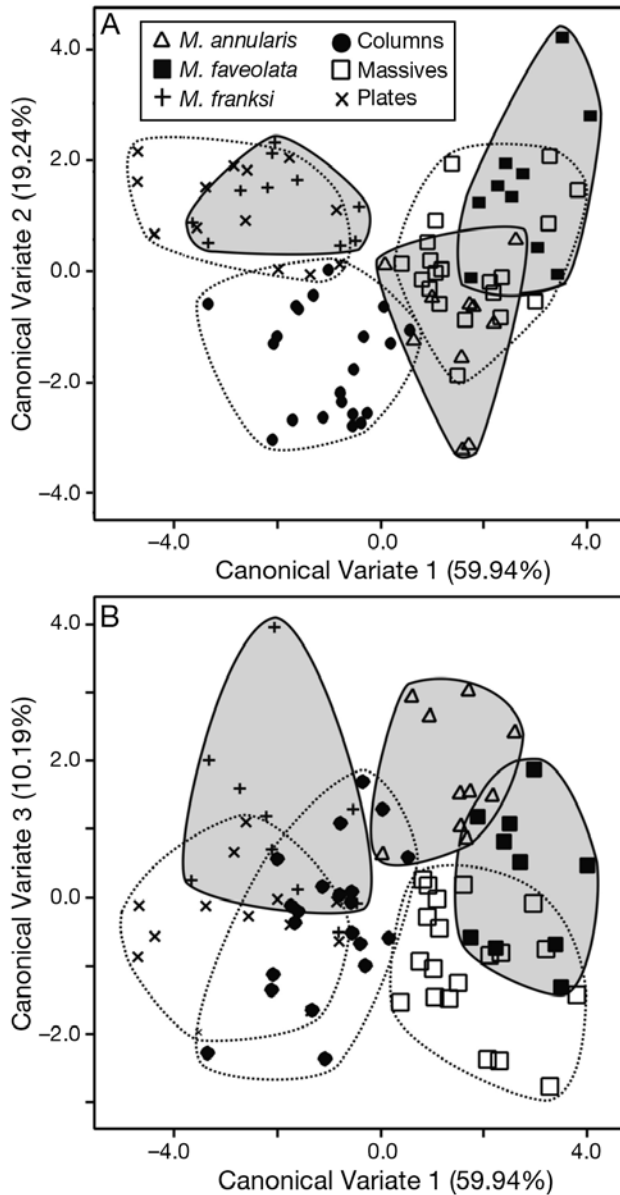 A
M. annularis Columns
M. faveolata Massives
M. franksi Plates
Canonical Variate 2 (19.24%)
4.0
2.0
0.0
−2.0
−4.0
−4.0 0.0 4.0
Canonical Variate 1 (59.94%)
B
Canonical Variate 3 (10.19%)
4.0
2.0
0.0
−2.0
−4.0 0.0 4.0
Canonical Variate 1 (59.94%)